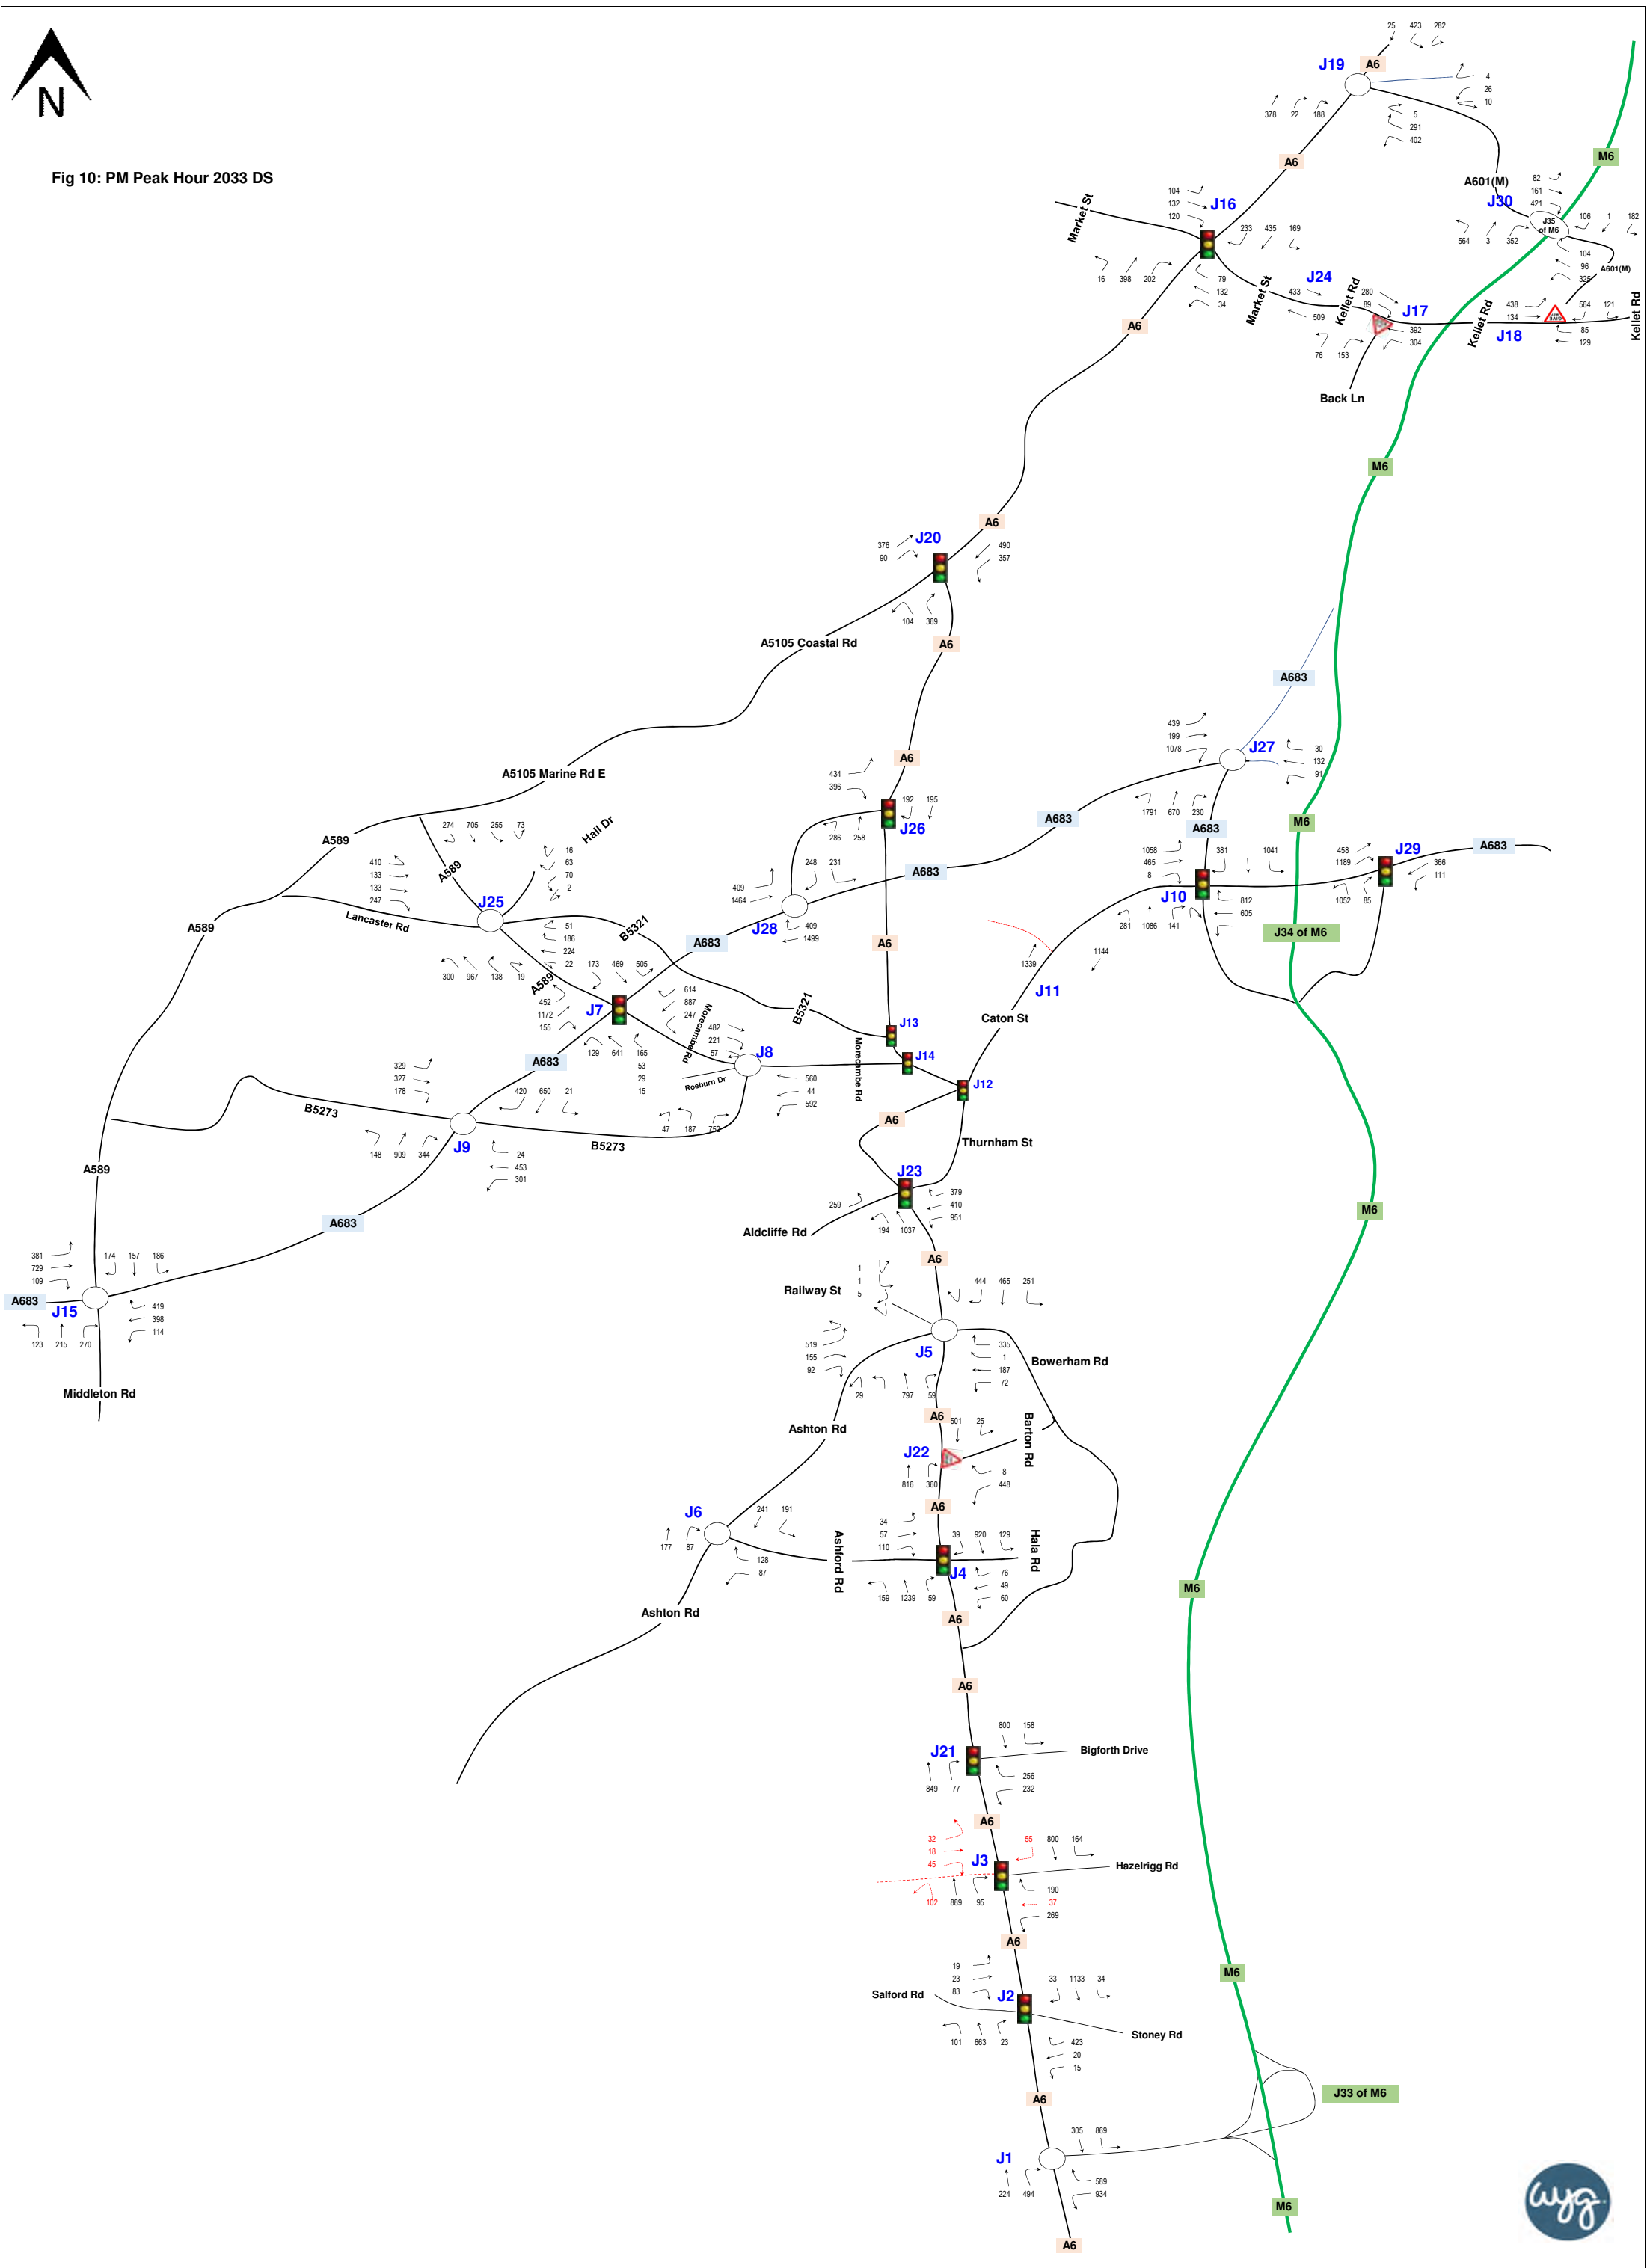 N
Fig 10: PM Peak Hour 2033 DS
25 423 282
J19
A6
4
26
10
378 22 188
5
291
402
A6
M6
A601(M)
J30
82
161
421
J35
of M6
106 1 182
564 3 352
104
96
325
A601(M)
Market St
104
132
120
J16
233 435 169
16 398 202
79
132
34
Market St
J24
433
509
Kellet Rd
280
89
J17
392
304
76 153
Back Ln
Kellet Rd
438
134
J18
564 121
85
129
Kellet Rd
A6
M6
A6
J20
376
90
490
357
104 369
A5105 Coastal Rd
A6
A683
439
199
1078
J27
30
132
91
1791 670 230
A683
A6
A5105 Marine Rd E
434
396
192 195
J26
286 258
A683
M6
A589
274 705 255 73
Hall Dr
A589
410
133
133
247
16
63
70
2
J25
Lancaster Rd
248 231
409
1464
A683
J28
409
1499
1058
465
8
381 1041
J10
812
605
281 1086 141
458
1189
J29
366
111
A683
1052 85
J34 of M6
A589
B5321
A683
A6
51
186
224
22
300 967 138 19
A589
173 469 505
452
1172
155
J7
614
887
247
129 641 165
53
29
15
Morecambe Rd
482
221
57
J8
Roeburn Dr
B5321
560
44
592
47 187 752
Morecambe Rd
J13
J14
J12
1339
1144
J11
Caton St
A683
329
327
178
420 650 21
B5273
J9
148 909 344
24
453
301
B5273
A6
Thurnham St
J23
259
379
410
951
194 1037
Aldcliffe Rd
A589
A683
M6
381
729
109
174 157 186
A683
J15
419
398
114
123 215 270
Middleton Rd
A6
Railway St
1
1
5
444 465 251
519
155
92
J5
335
1
187
72
29 797 59
Bowerham Rd
Ashton Rd
A6
501 25
Barton Rd
J22
8
448
816 360
A6
J6
241 191
177 87
128
87
Ashford Rd
34
57
110
39 920 129
Hala Rd
J4
76
49
60
159 1239 59
Ashton Rd
A6
M6
A6
800 158
J21
Bigforth Drive
256
232
849 77
A6
32
18
45
J3
55 800 164
Hazelrigg Rd
102 889 95
190
37
269
A6
19
23
83
Salford Rd
J2
33 1133 34
Stoney Rd
101 663 23
423
20
15
M6
A6
J33 of M6
305 869
J1
224 494
589
934
M6
A6
wyg